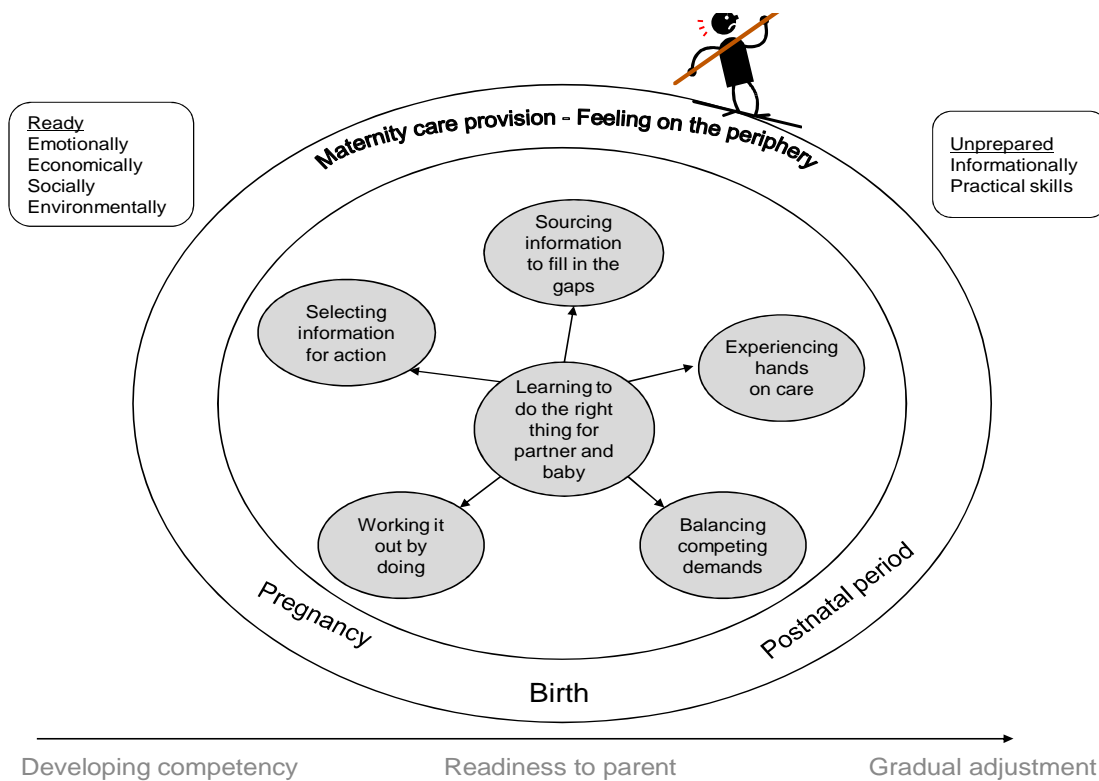 Ready
Emotionally
Economically
Socially
Environmentally
Maternity care provision - Feeling on the periphery
Unprepared
Informationally
Practical skills
Sourcing
information
to fill in the
gaps
Selecting
information
for action
Experiencing
hands
on care
Learning to
do the right
thing for
partner and
baby
Working it
out by
doing
Balancing
competing
demands
Pregnancy
Birth
Postnatal period
Developing competency
Readiness to parent
Gradual adjustment